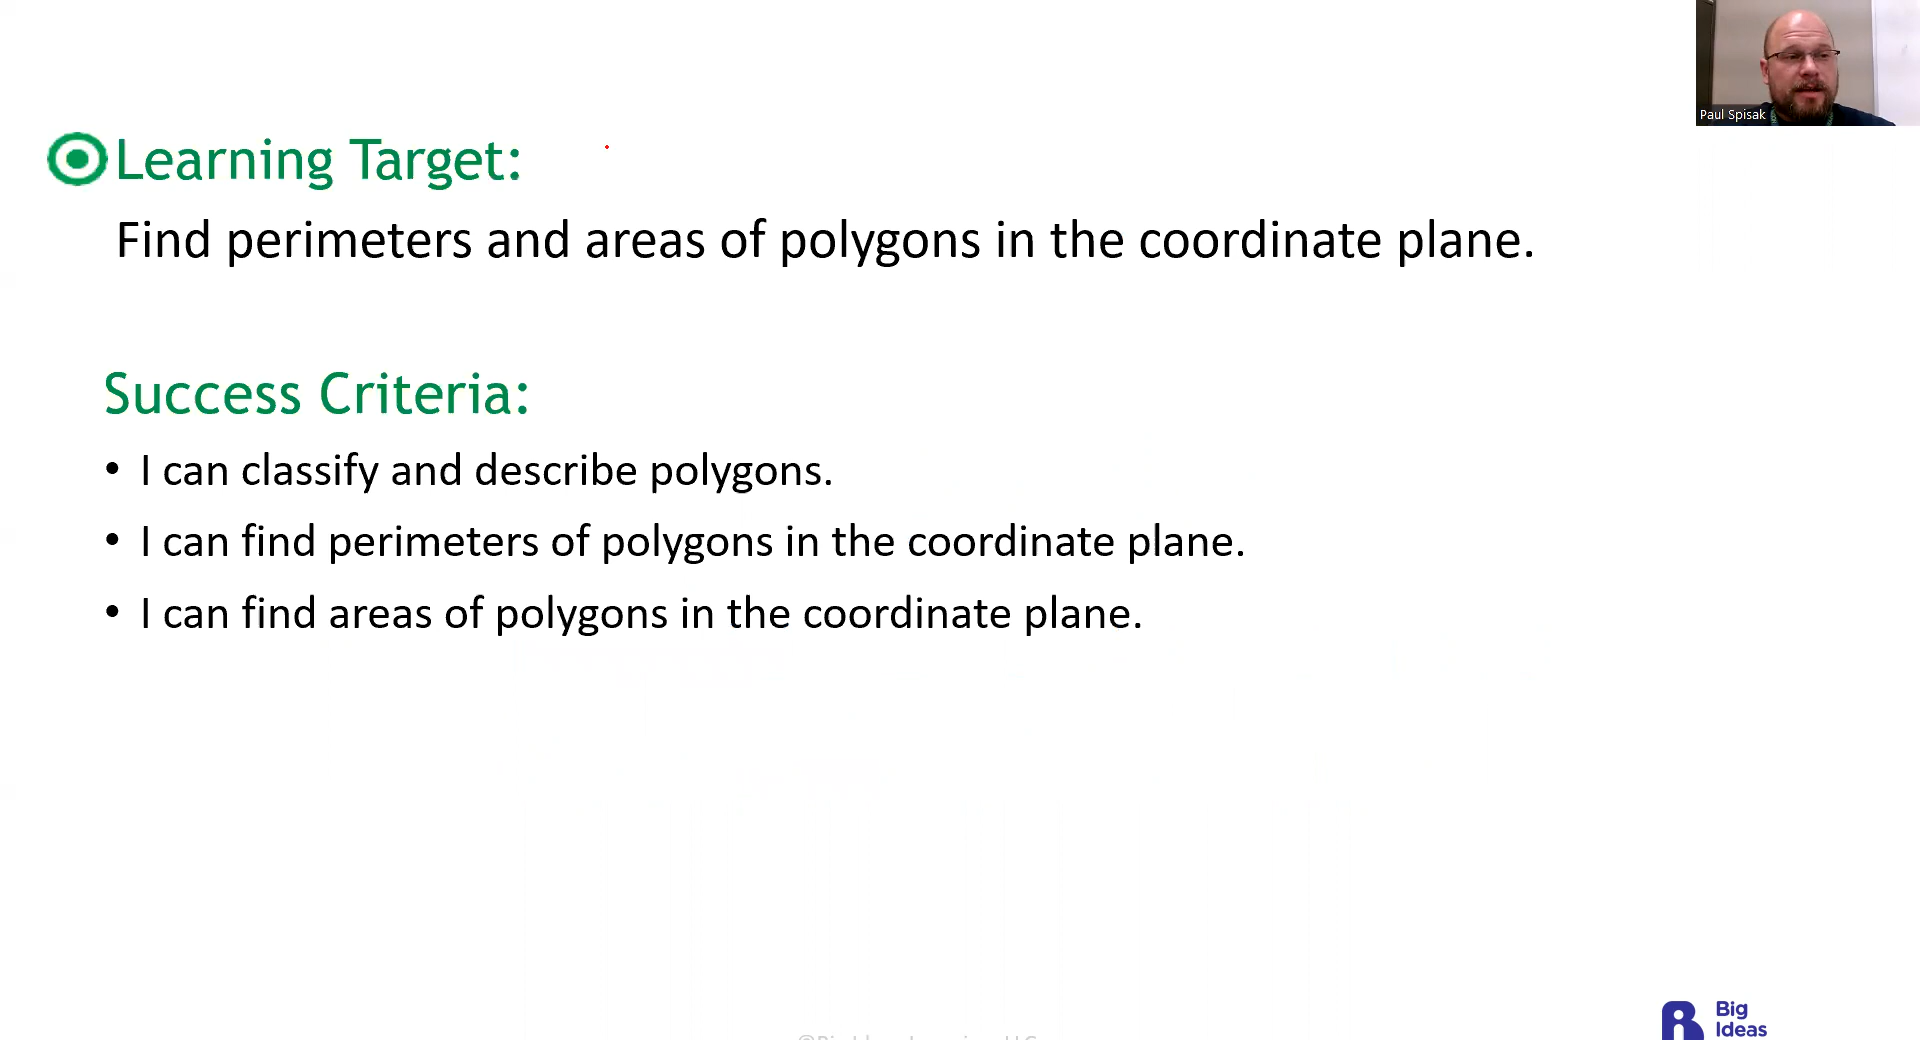 Paul Spisak
Learning Target:
Find perimeters and areas of polygons in the coordinate plane.
Success Criteria:
• I can classify and describe polygons.
• I can find perimeters of polygons in the coordinate plane.
• I can find areas of polygons in the coordinate plane.
Big
Ideas